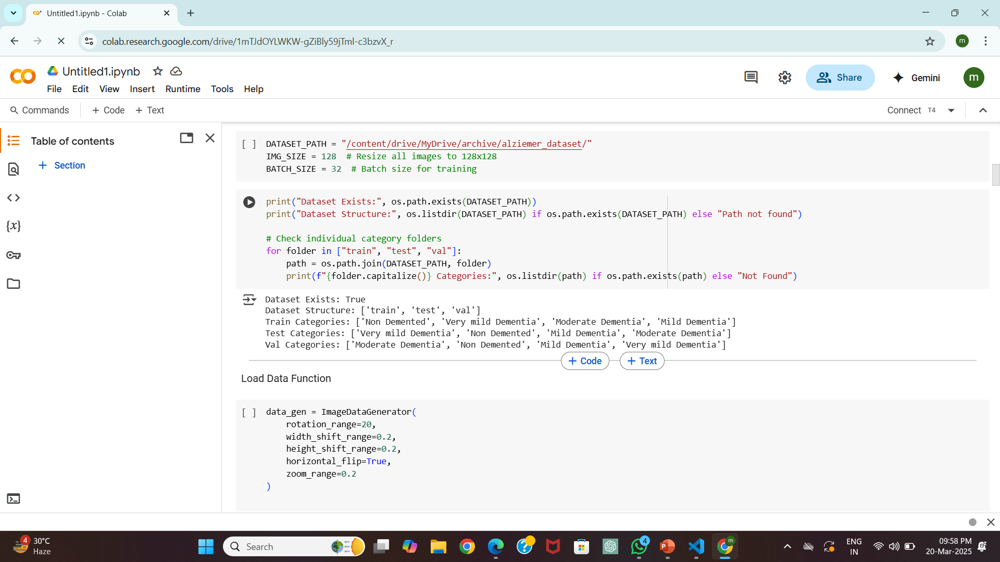 Untitled1.ipynb - Colab
colab.research.google.com/drive/1mTJdOYLWKW-gZiBly59jTml-c3bzvX_r
m
Untitled1.ipynb
File Edit View Insert Runtime Tools Help
Share
Gemini
m
Commands
+ Code + Text
Connect T4
Table of contents
+ Section
{x}
[ ] DATASET_PATH = "/content/drive/MyDrive/archive/alziemer_dataset/"
IMG_SIZE = 128  # Resize all images to 128x128
BATCH_SIZE = 32  # Batch size for training
print("Dataset Exists:", os.path.exists(DATASET_PATH))
print("Dataset Structure:", os.listdir(DATASET_PATH) if os.path.exists(DATASET_PATH) else "Path not found")
# Check individual category folders
for folder in ["train", "test", "val"]:
    path = os.path.join(DATASET_PATH, folder)
    print(f"{folder.capitalize()} Categories:", os.listdir(path) if os.path.exists(path) else "Not Found")
Dataset Exists: True
Dataset Structure: ['train', 'test', 'val']
Train Categories: ['Non Demented', 'Very mild Dementia', 'Moderate Dementia', 'Mild Dementia']
Test Categories: ['Very mild Dementia', 'Non Demented', 'Mild Dementia', 'Moderate Dementia']
Val Categories: ['Moderate Dementia', 'Non Demented', 'Mild Dementia', 'Very mild Dementia']
+ Code + Text
Load Data Function
[ ] data_gen = ImageDataGenerator(
    rotation_range=20,
    width_shift_range=0.2,
    height_shift_range=0.2,
    horizontal_flip=True,
    zoom_range=0.2
)
4
30°C
Haze
Search
4
P
m
ENG
IN
09:58 PM
20-Mar-2025